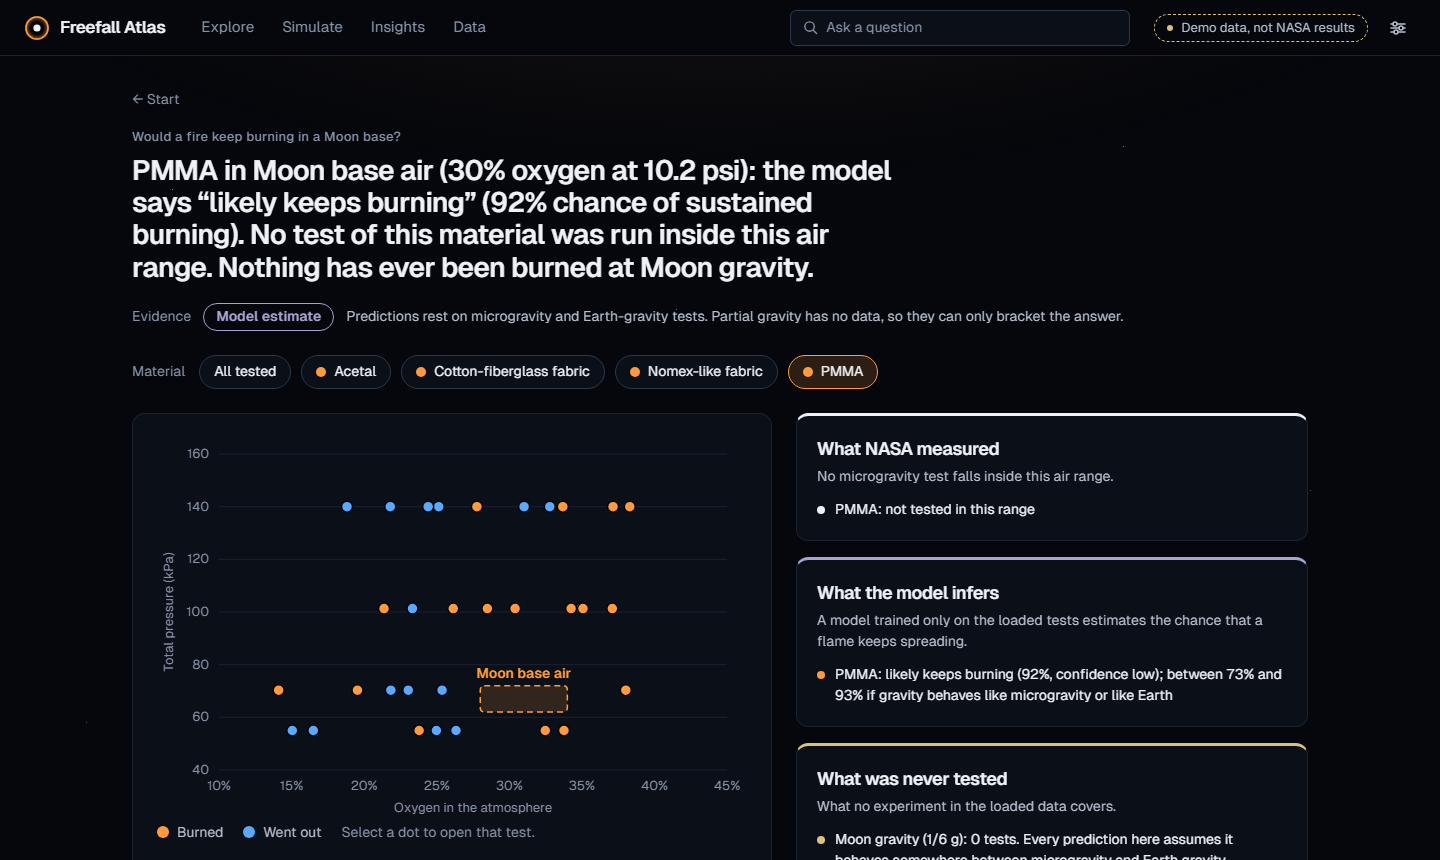 Freefall Atlas
Explore
Simulate
Insights
Data
Ask a question
Demo data, not NASA results
← Start
Would a fire keep burning in a Moon base?
PMMA in Moon base air (30% oxygen at 10.2 psi): the model
says “likely keeps burning” (92% chance of sustained
burning). No test of this material was run inside this air
range. Nothing has ever been burned at Moon gravity.
Evidence
Model estimate
Predictions rest on microgravity and Earth-gravity tests. Partial gravity has no data, so they can only bracket the answer.
Material
All tested
Acetal
Cotton-fiberglass fabric
Nomex-like fabric
PMMA
160
140
120
100
80
60
40
Total pressure (kPa)
Moon base air
10%
15%
20%
25%
30%
35%
40%
45%
Oxygen in the atmosphere
Burned
Went out
Select a dot to open that test.
What NASA measured
No microgravity test falls inside this air range.
PMMA: not tested in this range
What the model infers
A model trained only on the loaded tests estimates the chance that a
flame keeps spreading.
PMMA: likely keeps burning (92%, confidence low); between 73% and
93% if gravity behaves like microgravity or like Earth
What was never tested
What no experiment in the loaded data covers.
Moon gravity (1/6 g): 0 tests. Every prediction here assumes it
behaves somewhere between microgravity and Earth gravity